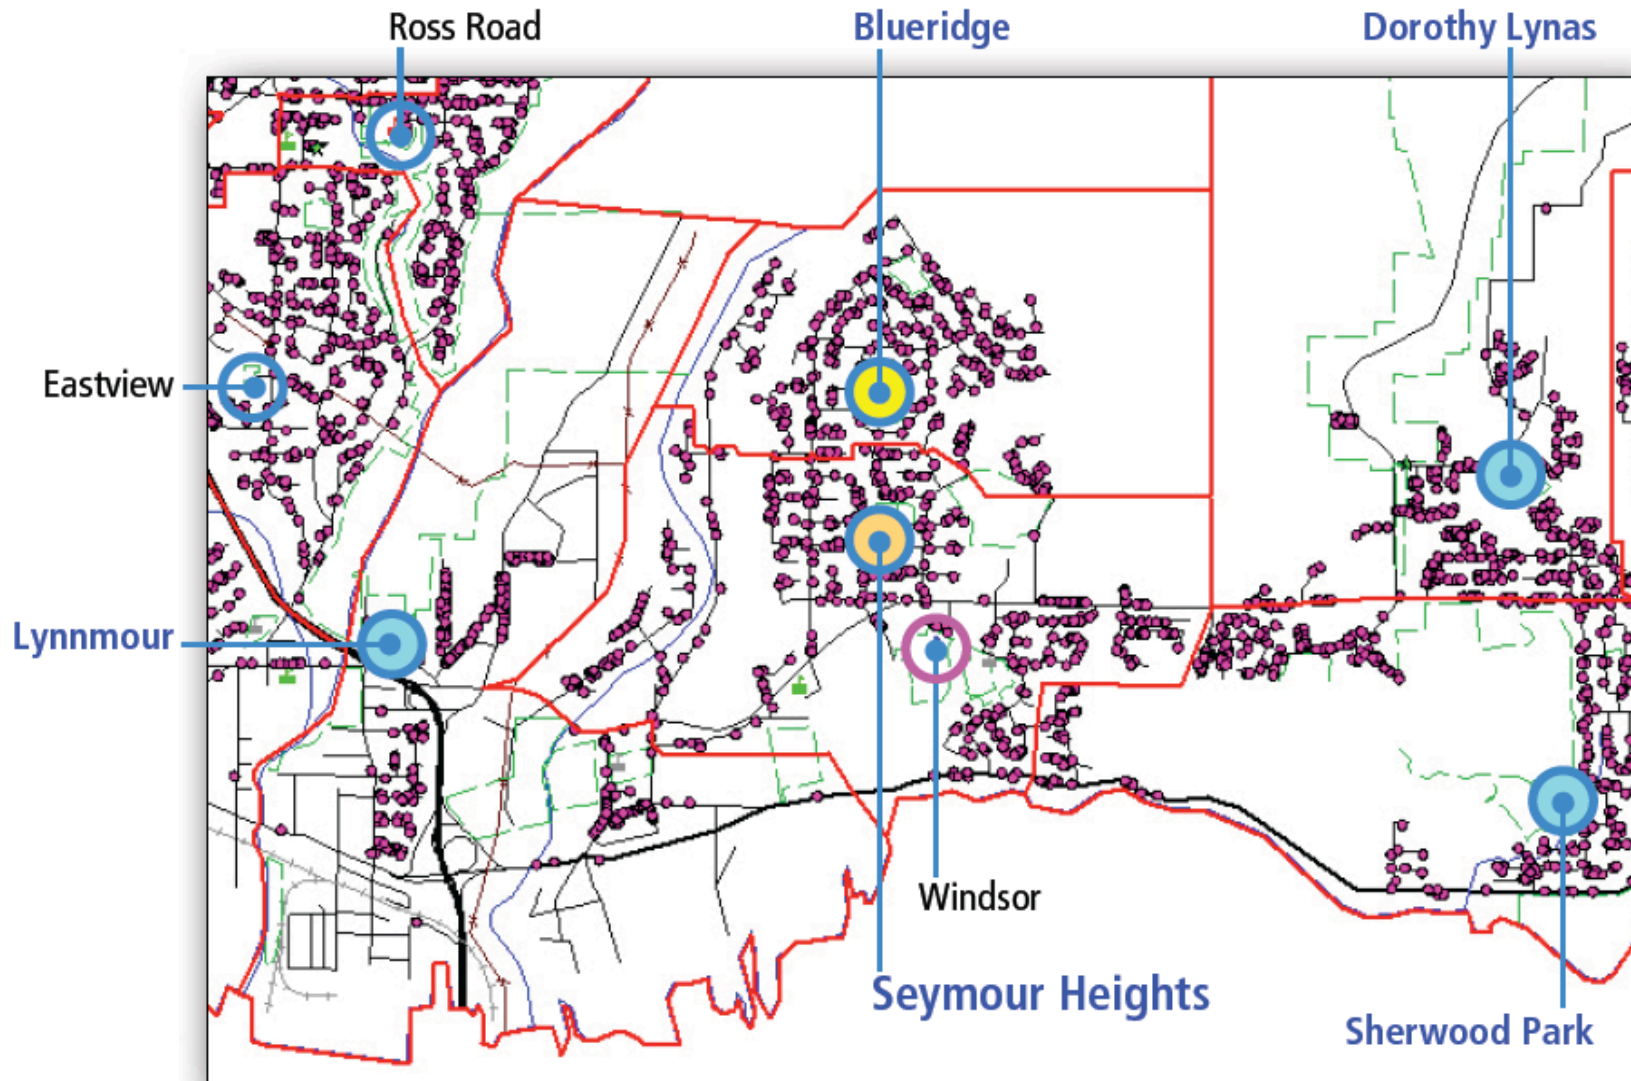 Ross Road
Blueridge
Dorothy Lynas
Eastview
Lynnmour
Windsor
Seymour Heights
Sherwood Park